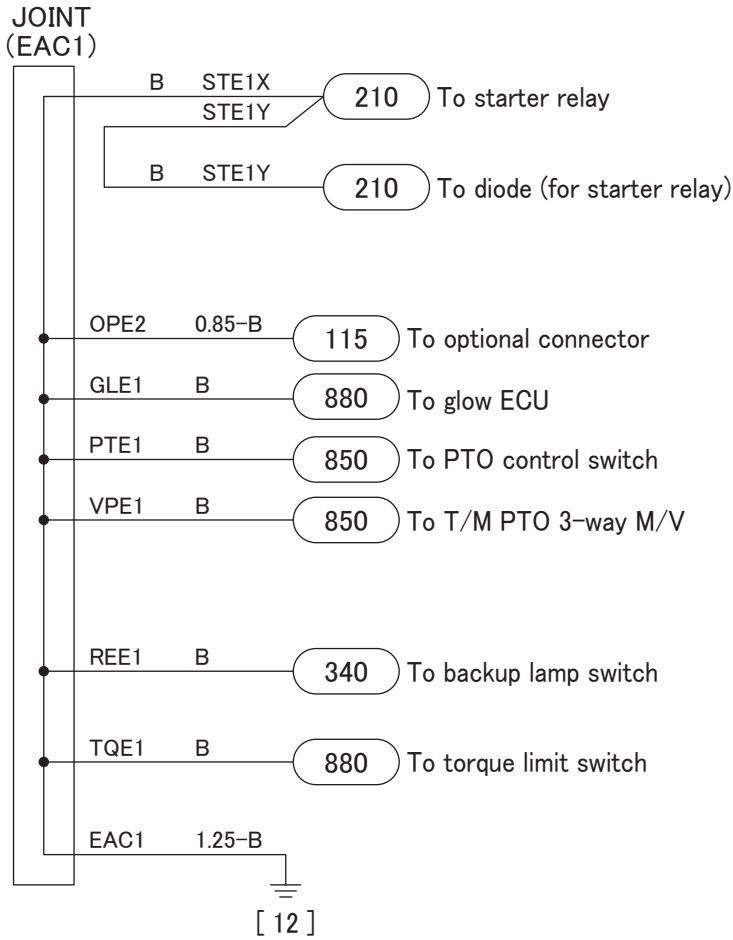 JOINT
(EAC1)
B STE1X 210 To starter relay
STE1Y
B STE1Y 210 To diode (for starter relay)
OPE2 0.85-B 115 To optional connector
GLE1 B 880 To glow ECU
PTE1 B 850 To PTO control switch
VPE1 B 850 To T/M PTO 3-way M/V
REE1 B 340 To backup lamp switch
TQE1 B 880 To torque limit switch
EAC1 1.25-B
[ 12 ]